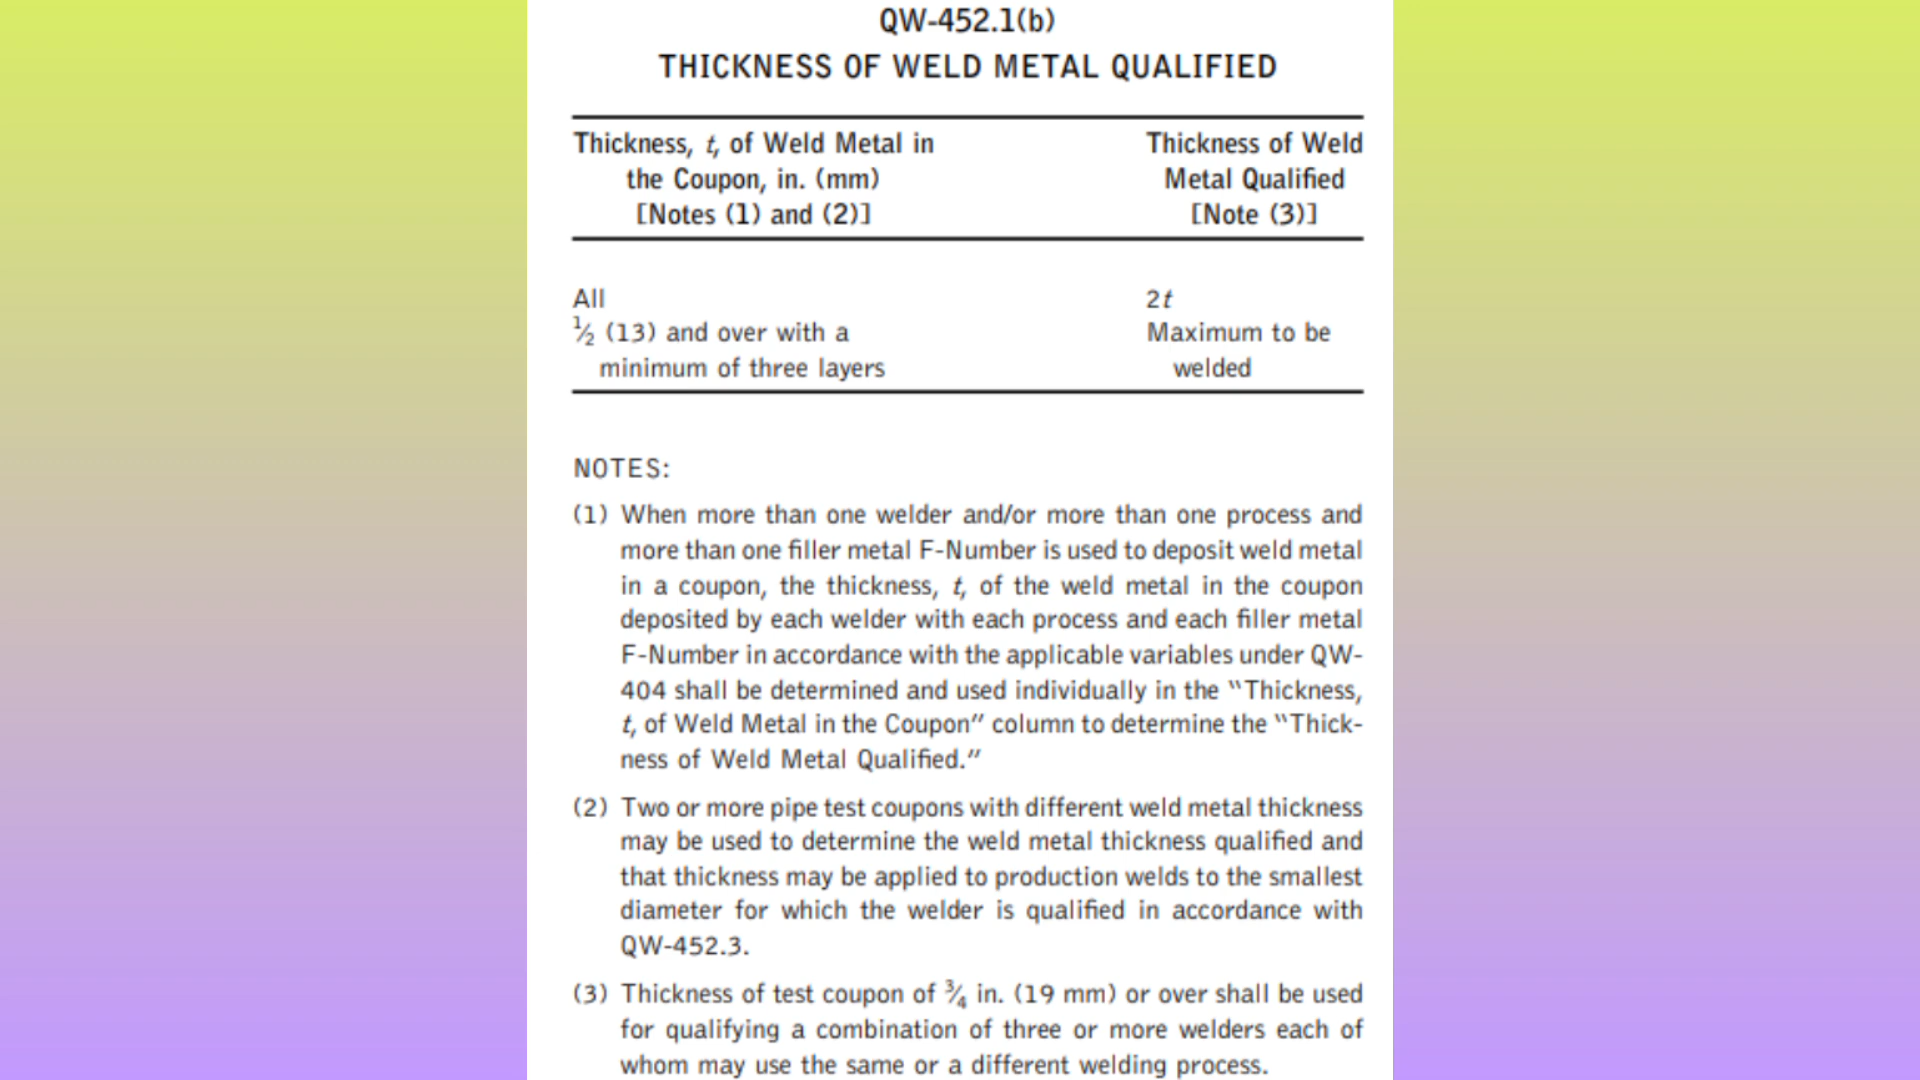 QW-452.1(b)
THICKNESS OF WELD METAL QUALIFIED
Thickness, t, of Weld Metal in
the Coupon, in. (mm)
[Notes (1) and (2)]
Thickness of Weld
Metal Qualified
[Note (3)]
All
2t
½ (13) and over with a
minimum of three layers
Maximum to be
welded
NOTES:
(1) When more than one welder and/or more than one process and
more than one filler metal F-Number is used to deposit weld metal
in a coupon, the thickness, t, of the weld metal in the coupon
deposited by each welder with each process and each filler metal
F-Number in accordance with the applicable variables under QW-
404 shall be determined and used individually in the “Thickness,
t, of Weld Metal in the Coupon” column to determine the “Thick-
ness of Weld Metal Qualified.”
(2) Two or more pipe test coupons with different weld metal thickness
may be used to determine the weld metal thickness qualified and
that thickness may be applied to production welds to the smallest
diameter for which the welder is qualified in accordance with
QW-452.3.
(3) Thickness of test coupon of ¾ in. (19 mm) or over shall be used
for qualifying a combination of three or more welders each of
whom may use the same or a different welding process.